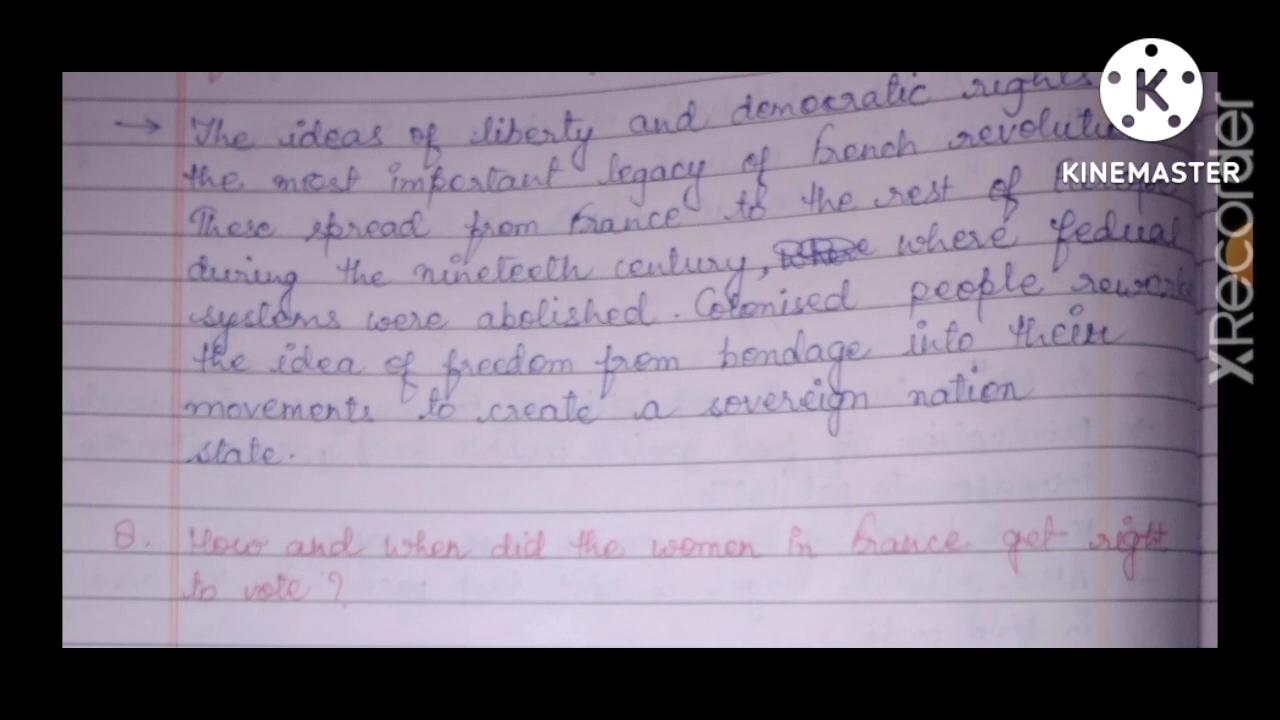 → The ideas of liberty and democratic rights
the most important legacy of french
These spread from france to the rest of
during the nineteeth century, where fedual
systems were abolished. Colonised people
the idea of freedom from bondage into their
movements to create a sovereign nation
state.
8. How and when did the women in france get right
to vote ?
K
KINEMASTER
XRecorder